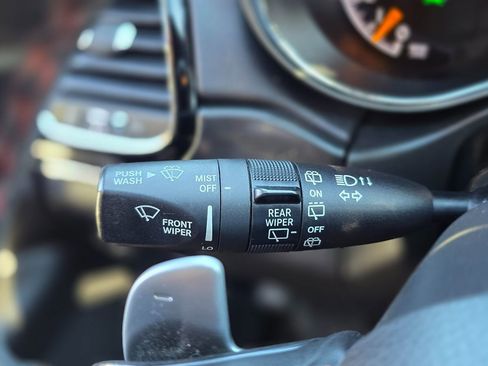 PUSH
WASH
MIST
OFF
FRONT
WIPER
LO
REAR
WIPER
ON
OFF